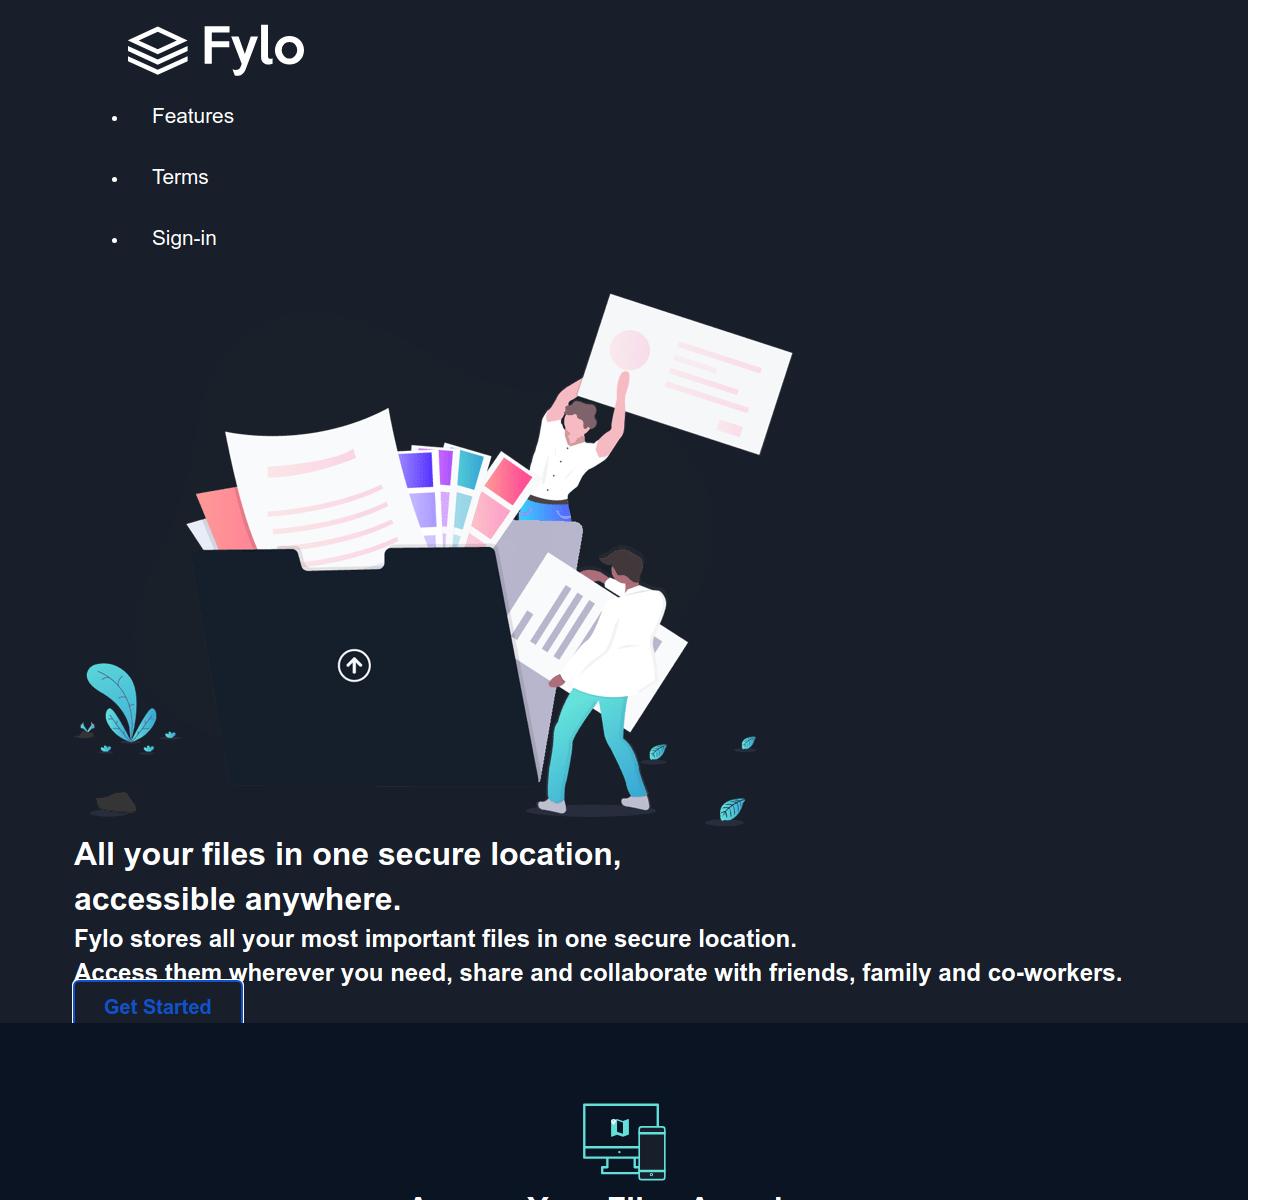 Fylo
Features
Terms
Sign-in
All your files in one secure location,
accessible anywhere.
Fylo stores all your most important files in one secure location.
Access them wherever you need, share and collaborate with friends, family and co-workers.
Get Started